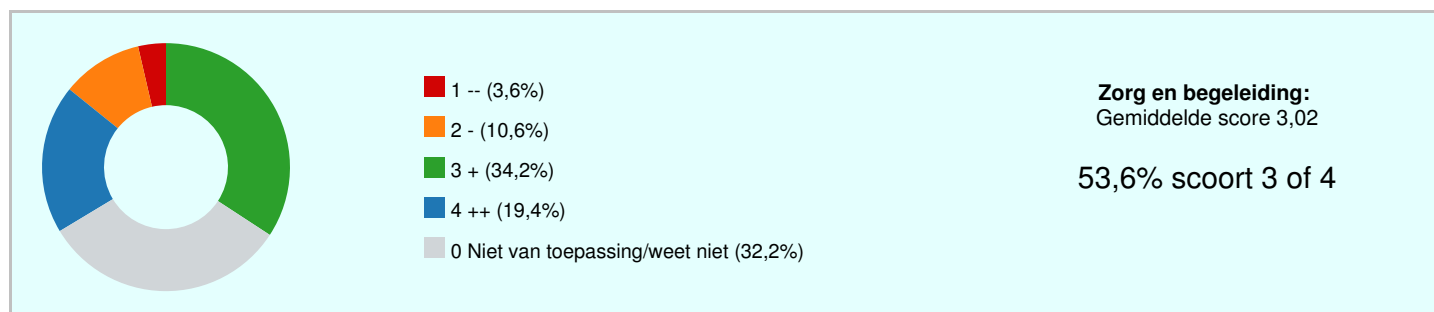 1 -- (3,6%)
2 - (10,6%)
3 + (34,2%)
4 ++ (19,4%)
0 Niet van toepassing/weet niet (32,2%)
Zorg en begeleiding:
Gemiddelde score 3,02
53,6% scoort 3 of 4